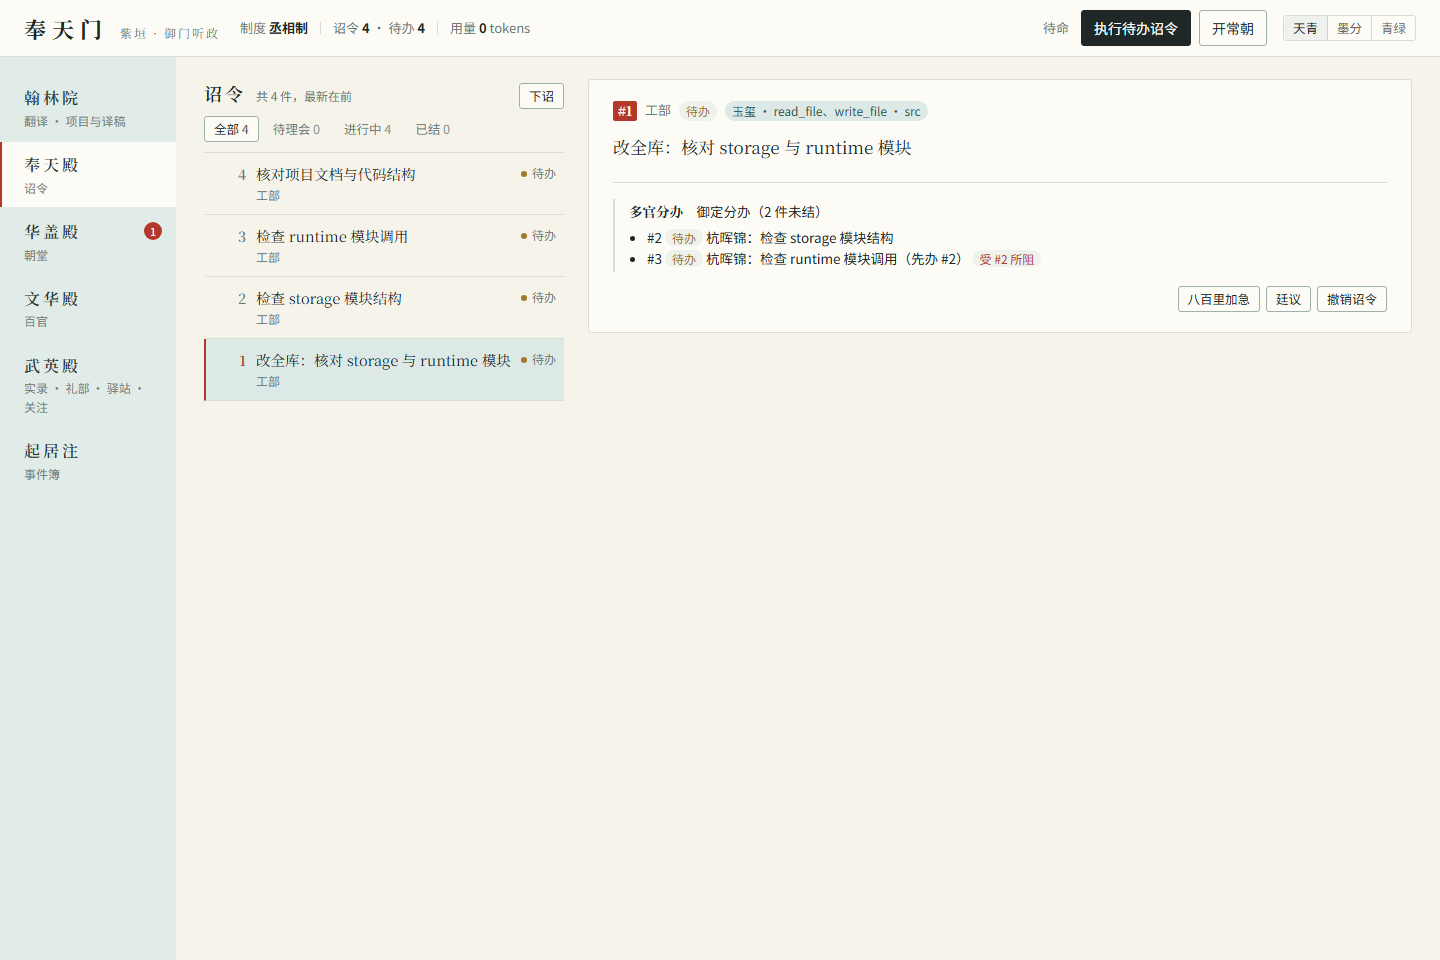 奉天门 紫垣 · 御门听政 制度 丞相制 诏令 4 · 待办 4 用量 0 tokens 待命 执行待办诏令 开常朝 天青 墨分 青绿
翰林院
翻译 · 项目与译稿
奉天殿
诏令
华盖殿 1
朝堂
文华殿
百官
武英殿
实录 · 礼部 · 驿站 ·
关注
起居注
事件簿
诏令 共 4 件，最新在前 下诏
全部 4 待理会 0 进行中 4 已结 0
4 核对项目文档与代码结构 待办
工部
3 检查 runtime 模块调用 待办
工部
2 检查 storage 模块结构 待办
工部
1 改全库：核对 storage 与 runtime 模块 待办
工部
#1 工部 待办 玉玺 · read_file、write_file · src
改全库：核对 storage 与 runtime 模块
多官分办 御定分办（2 件未结）
#2 待办 杭晖锦：检查 storage 模块结构
#3 待办 杭晖锦：检查 runtime 模块调用（先办 #2） 受 #2 所阻
八百里加急 廷议 撤销诏令